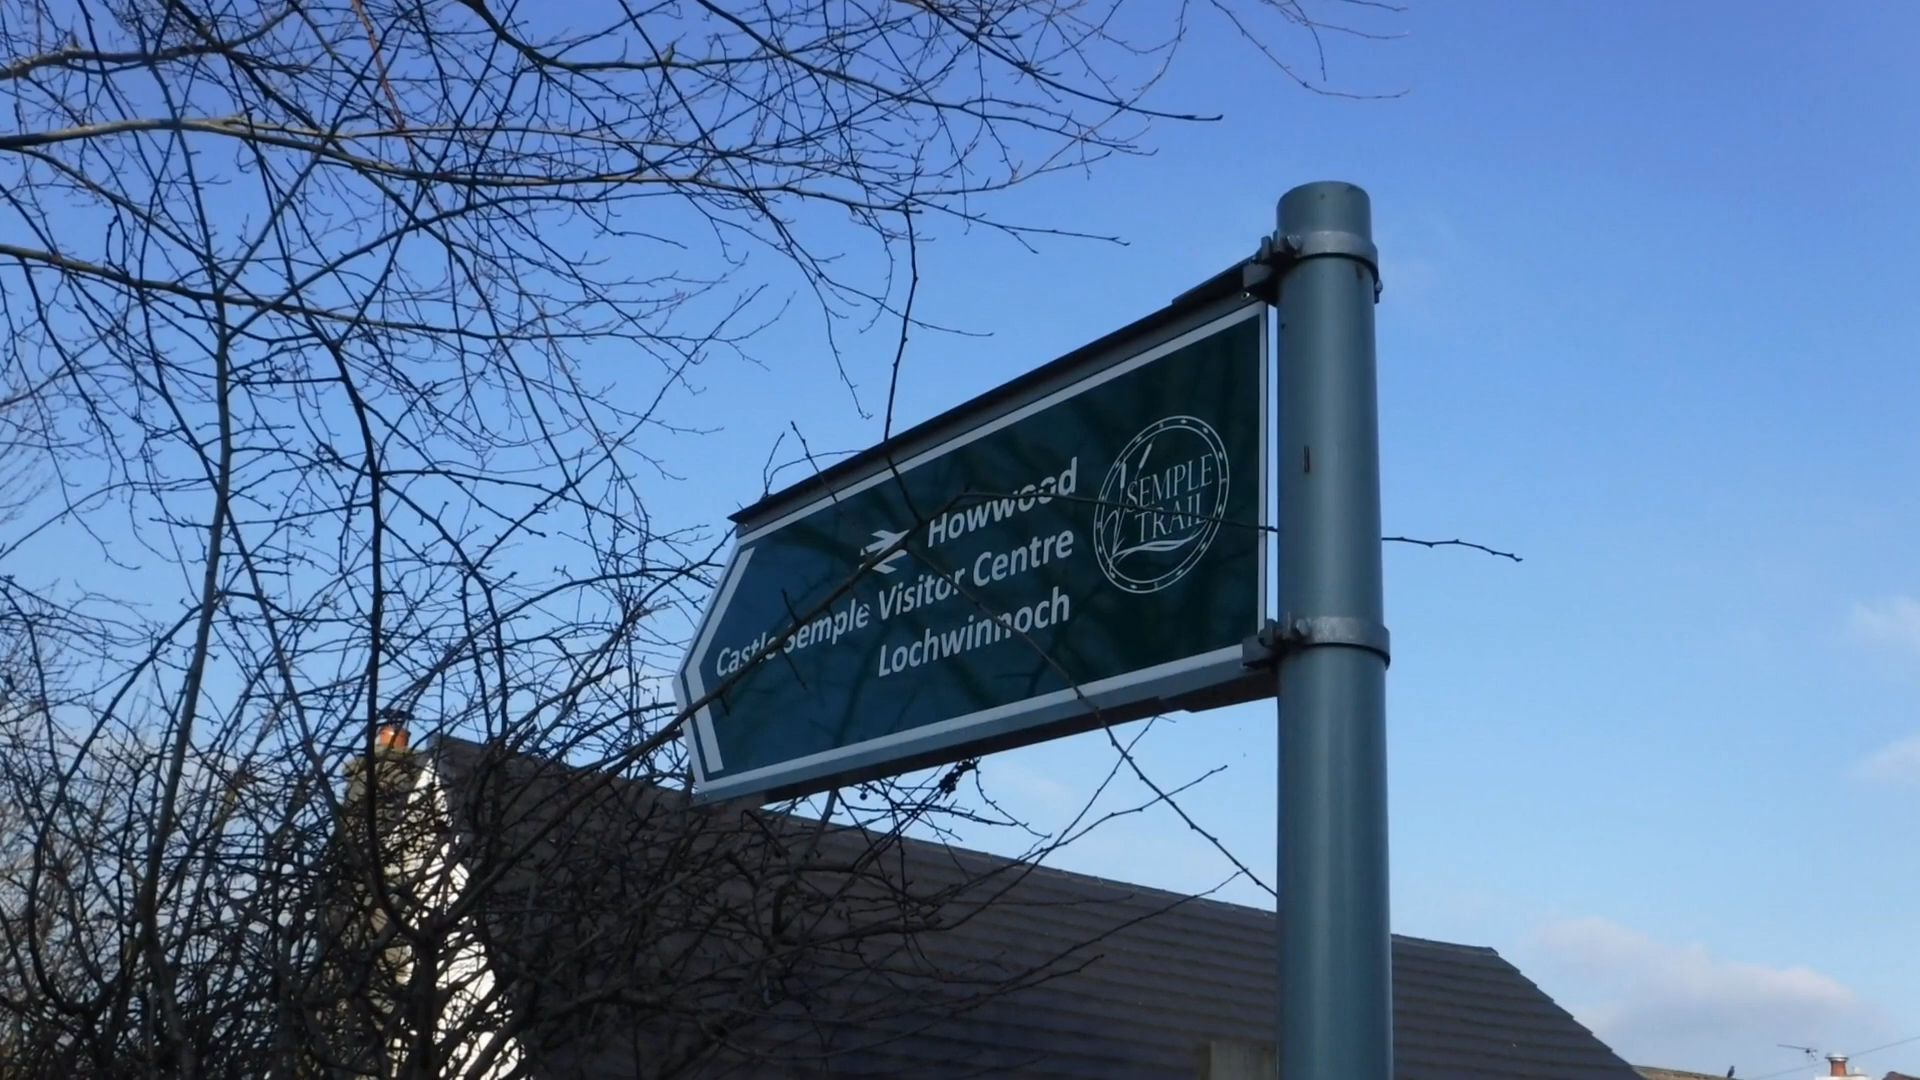 Howwood
Castle Semple Visitor Centre
Lochwinnoch
SEMPLE
TRAIL